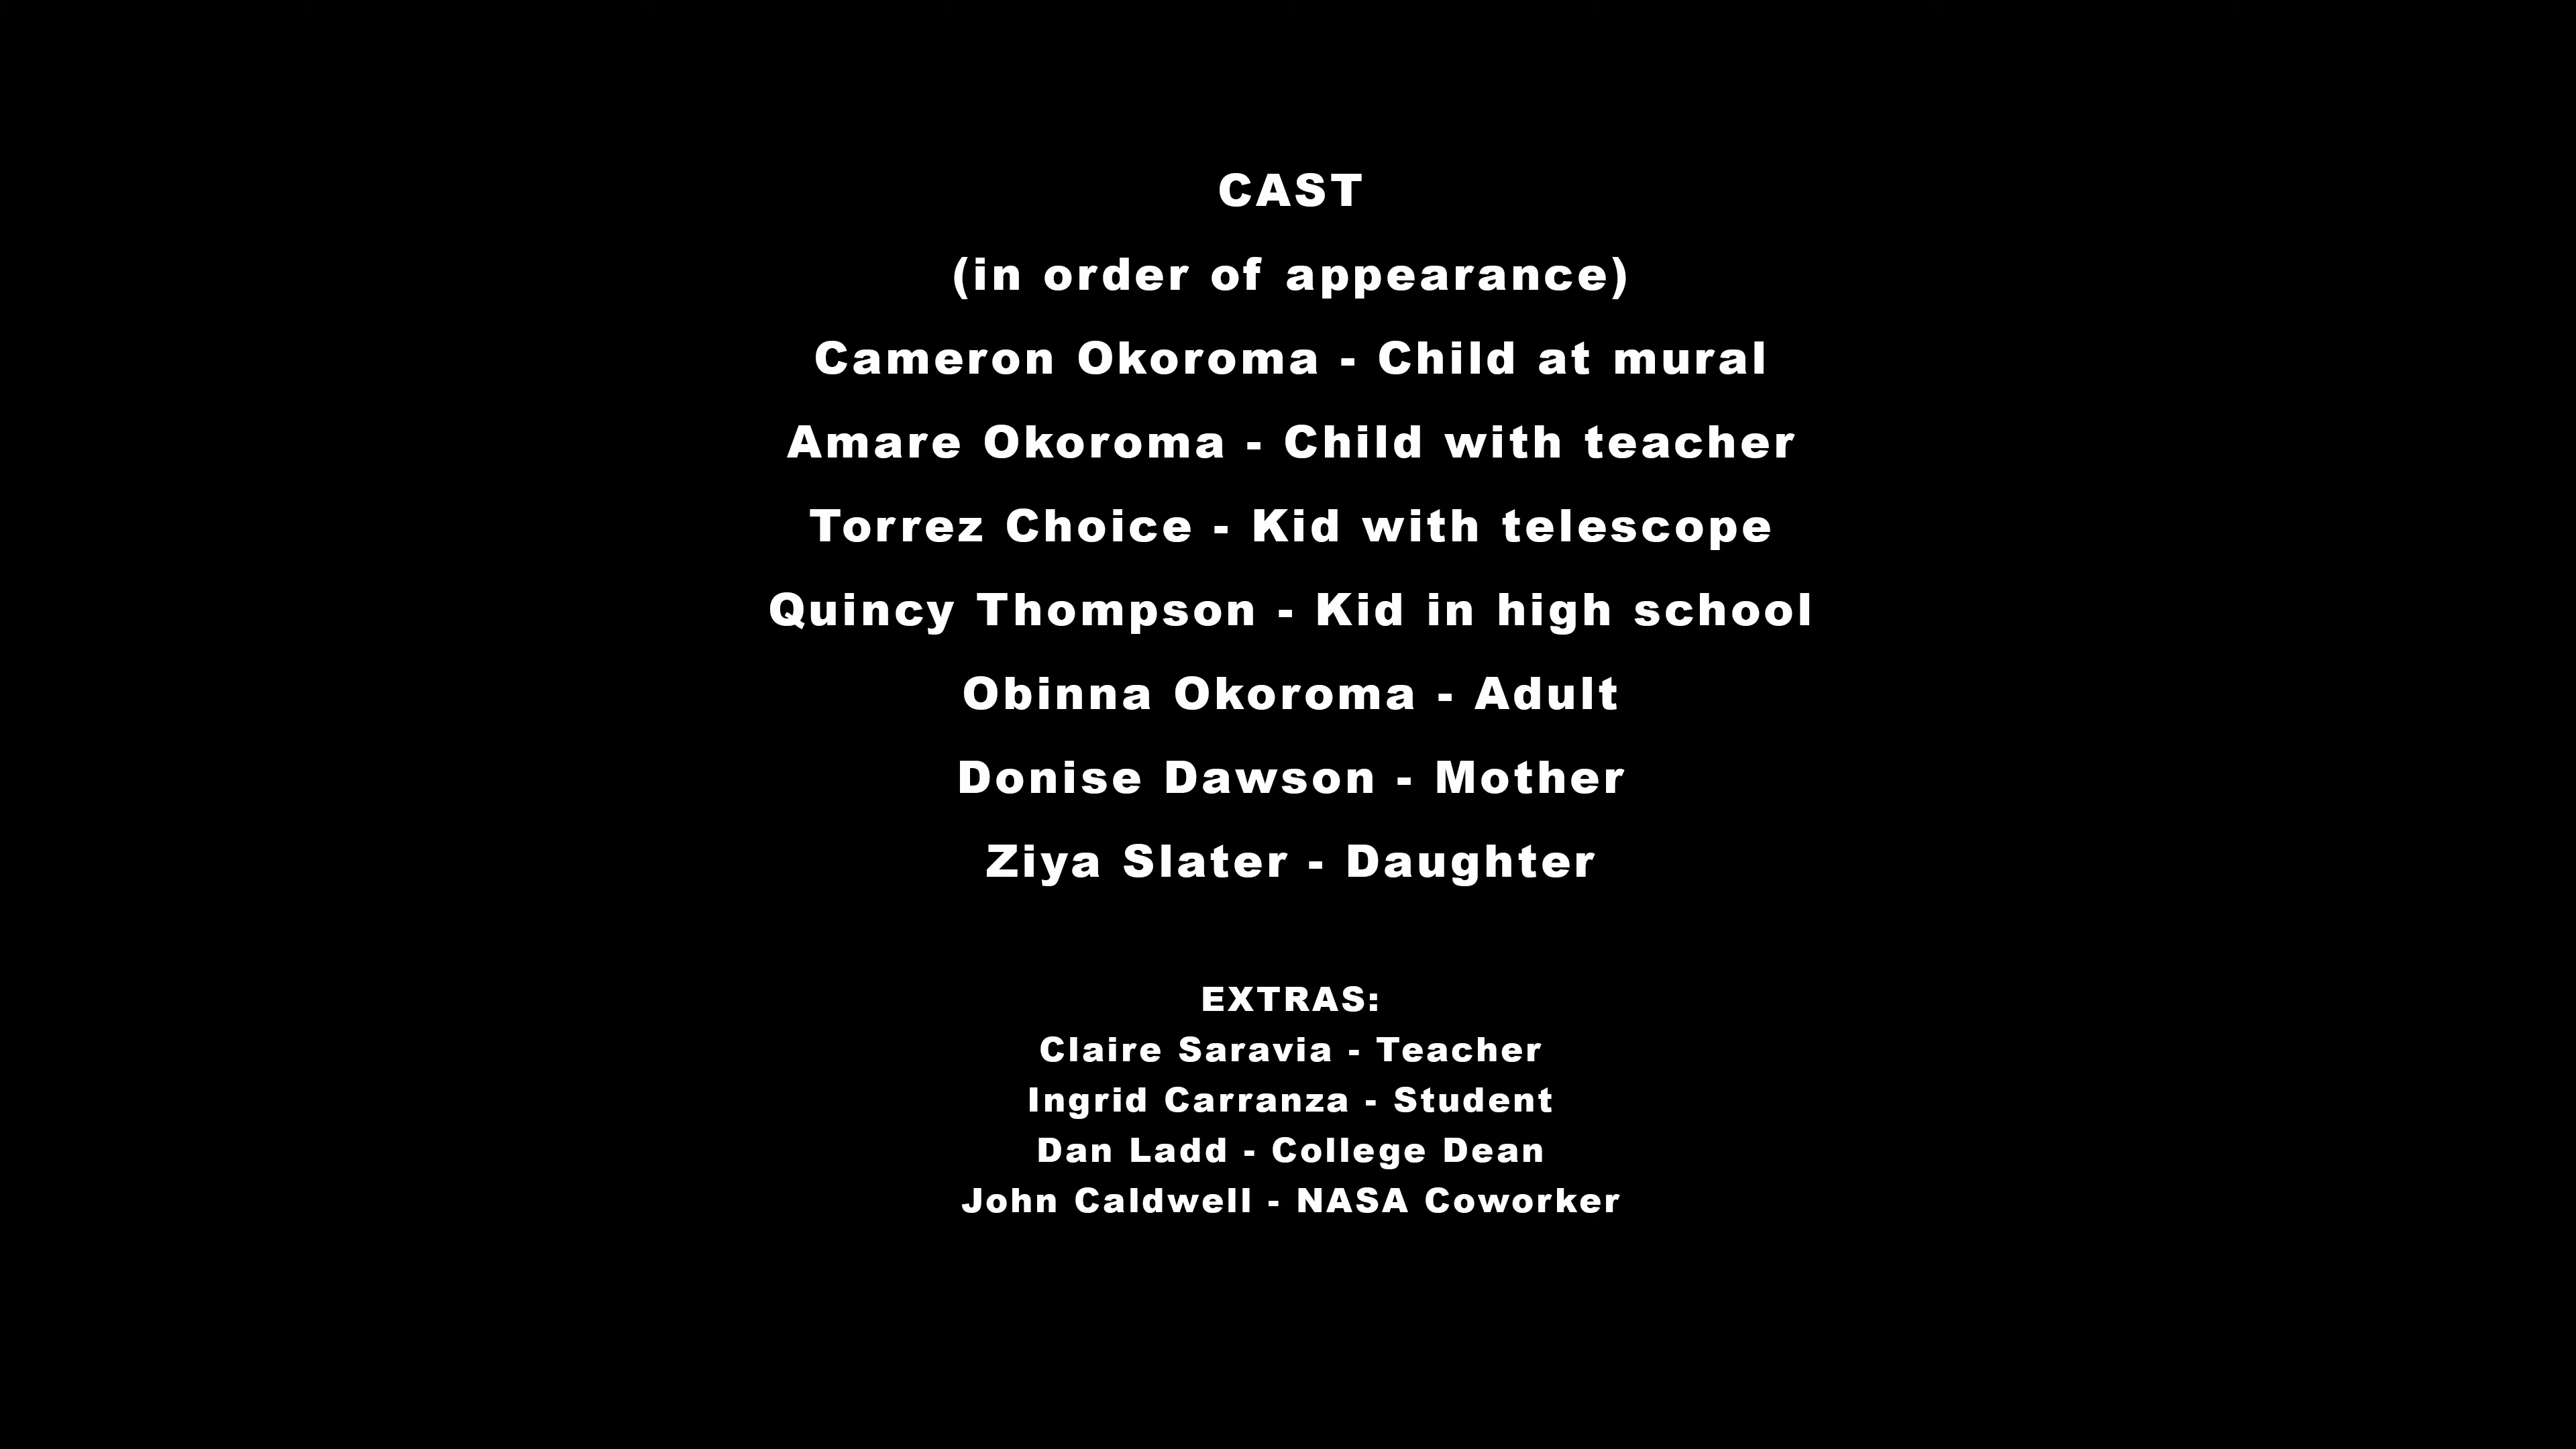 CAST
(in order of appearance)
Cameron Okoroma - Child at mural
Amare Okoroma - Child with teacher
Torrez Choice - Kid with telescope
Quincy Thompson - Kid in high school
Obinna Okoroma - Adult
Donise Dawson - Mother
Ziya Slater - Daughter
EXTRAS:
Claire Saravia - Teacher
Ingrid Carranza - Student
Dan Ladd - College Dean
John Caldwell - NASA Coworker